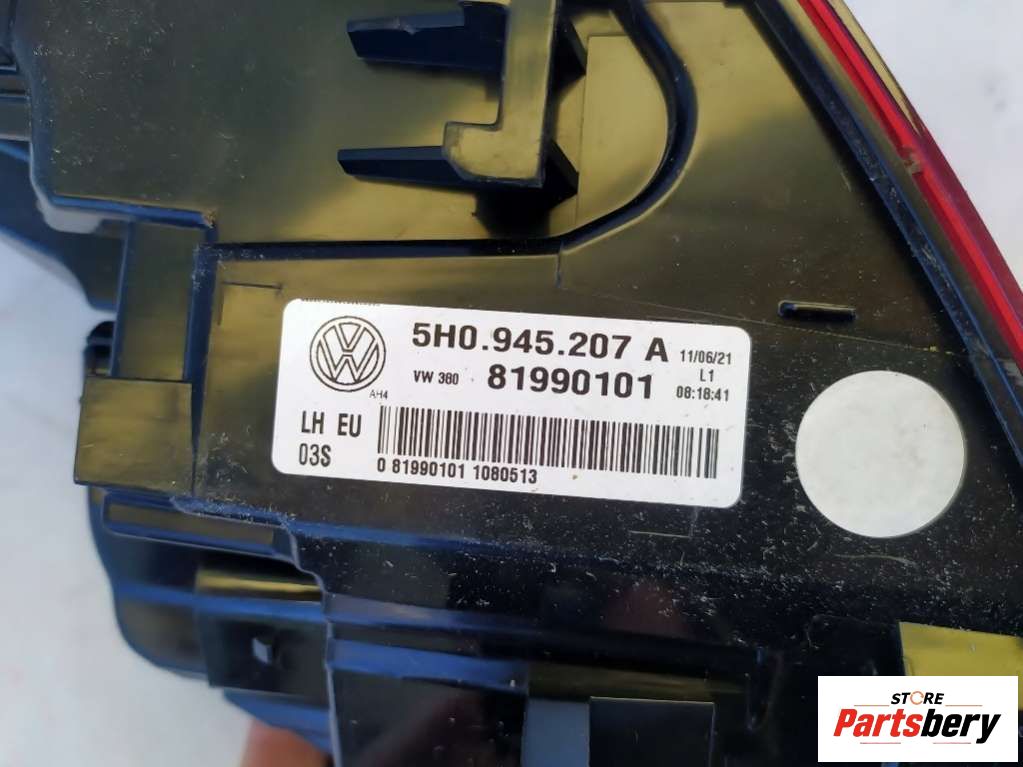 5H0.945.207 A
11/06/21
VW 380
81990101
L1
08:18:41
AH4
LH EU
03S
0 81990101 1080513
STORE
Partsbery